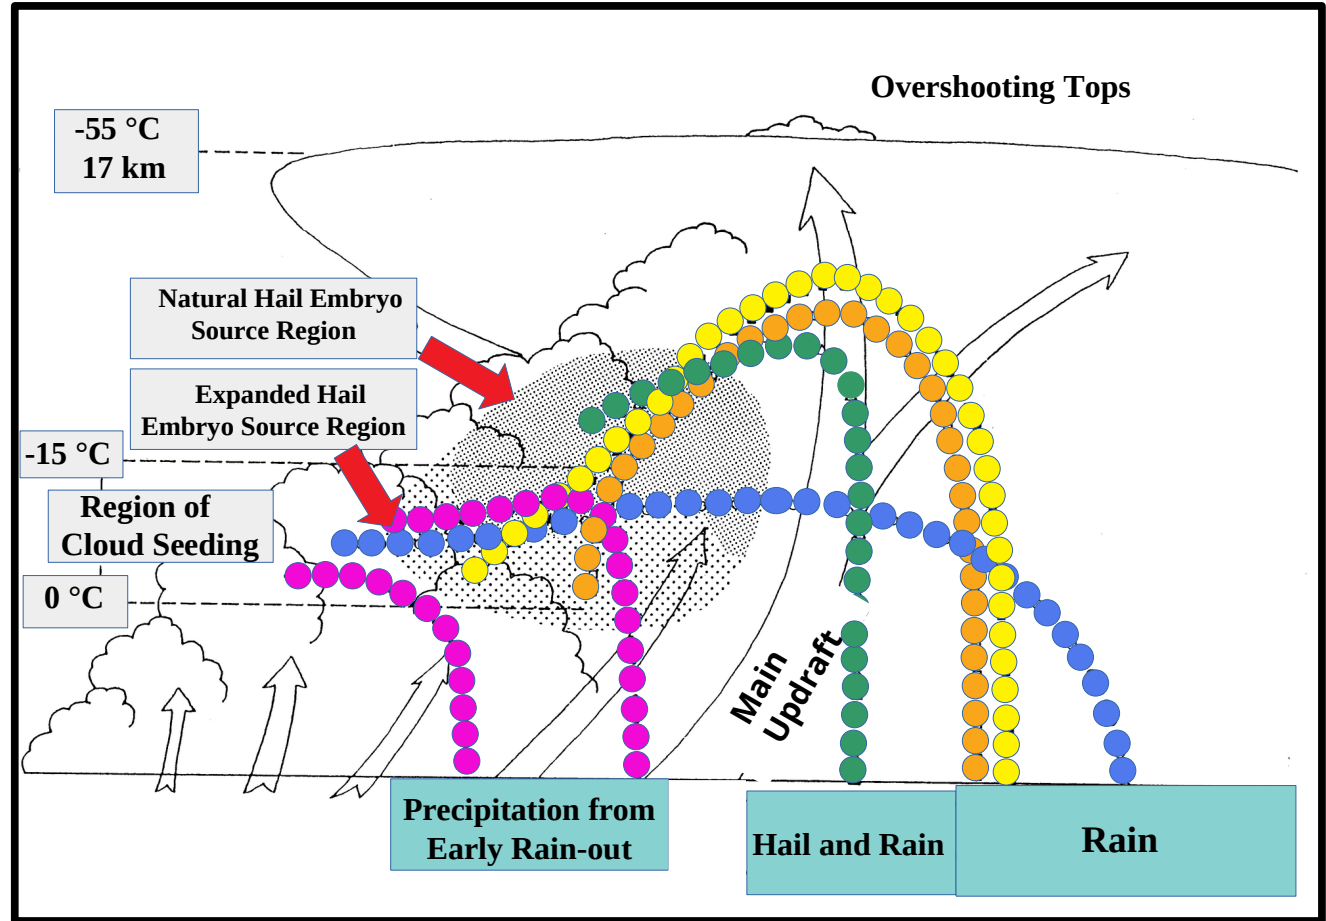 Overshooting Tops
-55 °C
17 km
Natural Hail Embryo
Source Region
Expanded Hail
Embryo Source Region
-15 °C
Region of
Cloud Seeding
0 °C
Main
Updraft
Precipitation from
Early Rain-out
Hail and Rain
Rain